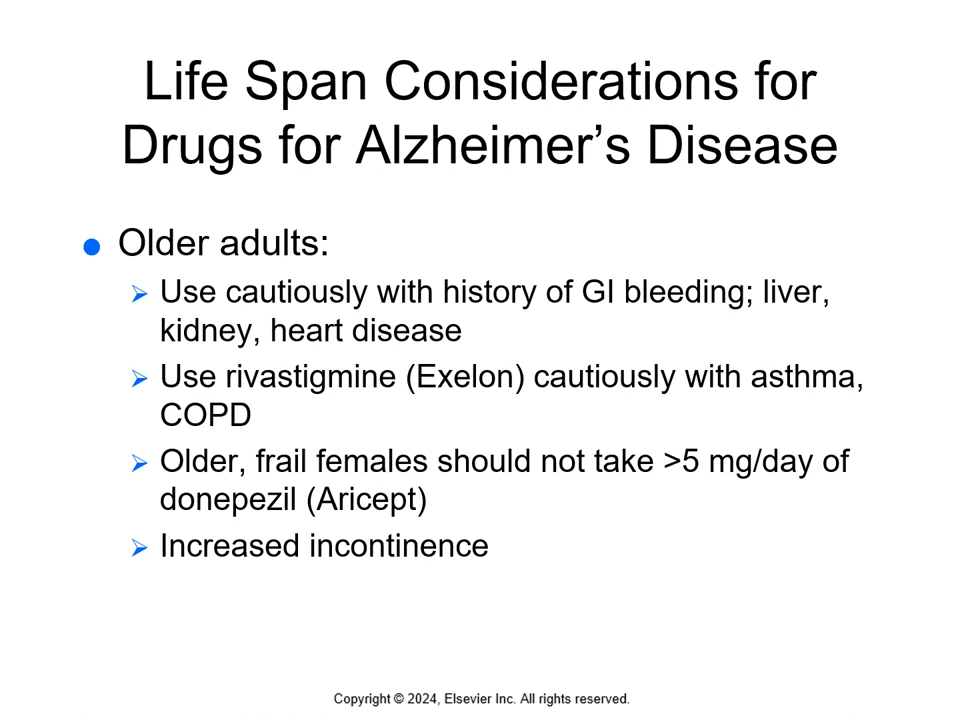 Life Span Considerations for
Drugs for Alzheimer’s Disease
● Older adults:
➢ Use cautiously with history of GI bleeding; liver,
kidney, heart disease
➢ Use rivastigmine (Exelon) cautiously with asthma,
COPD
➢ Older, frail females should not take >5 mg/day of
donepezil (Aricept)
➢ Increased incontinence
Copyright © 2024, Elsevier Inc. All rights reserved.